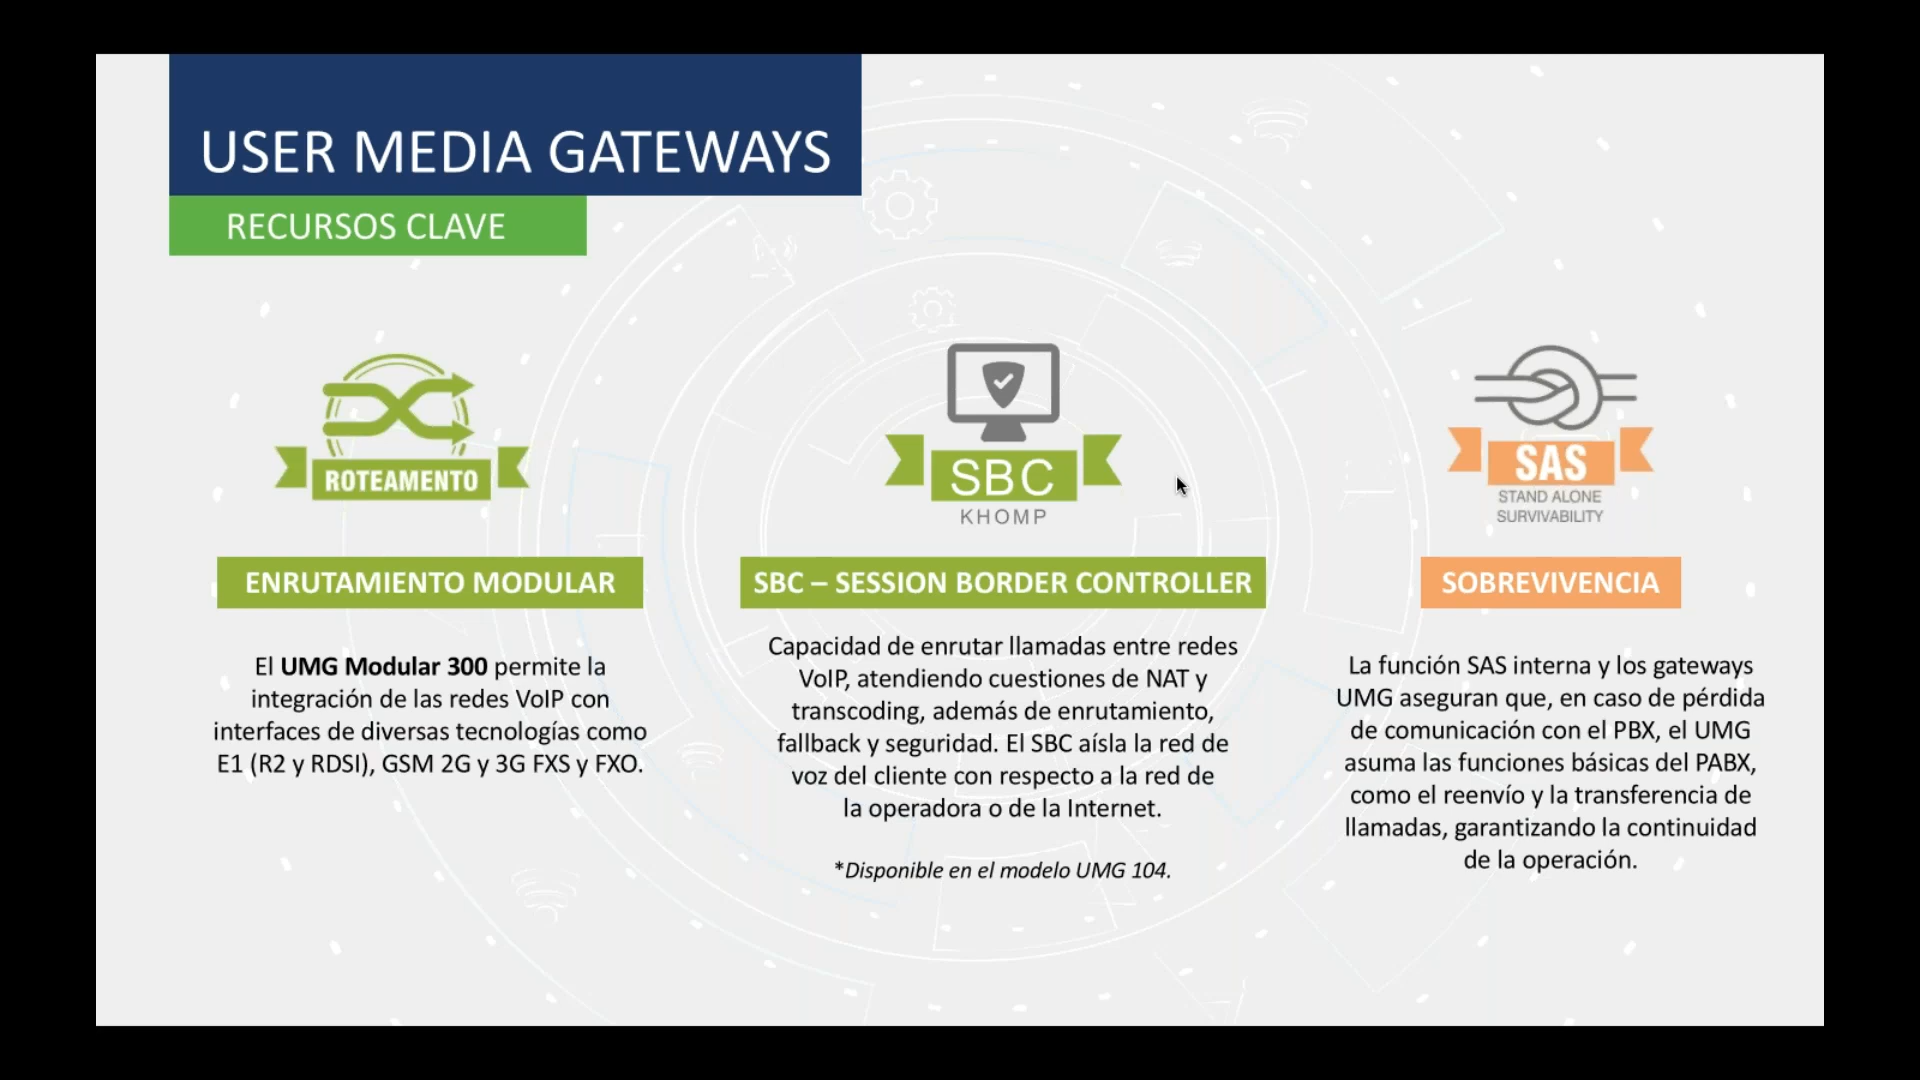 USER MEDIA GATEWAYS
RECURSOS CLAVE
ROTEAMENTO
ENRUTAMIENTO MODULAR
El UMG Modular 300 permite la
integración de las redes VoIP con
interfaces de diversas tecnologías como
E1 (R2 y RDSI), GSM 2G y 3G FXS y FXO.
SBC
KHOMP
SBC – SESSION BORDER CONTROLLER
Capacidad de enrutar llamadas entre redes
VoIP, atendiendo cuestiones de NAT y
transcoding, además de enrutamiento,
fallback y seguridad. El SBC aísla la red de
voz del cliente con respecto a la red de
la operadora o de la Internet.
*Disponible en el modelo UMG 104.
SAS
STAND ALONE
SURVIVABILITY
SOBREVIVENCIA
La función SAS interna y los gateways
UMG aseguran que, en caso de pérdida
de comunicación con el PBX, el UMG
asuma las funciones básicas del PABX,
como el reenvío y la transferencia de
llamadas, garantizando la continuidad
de la operación.